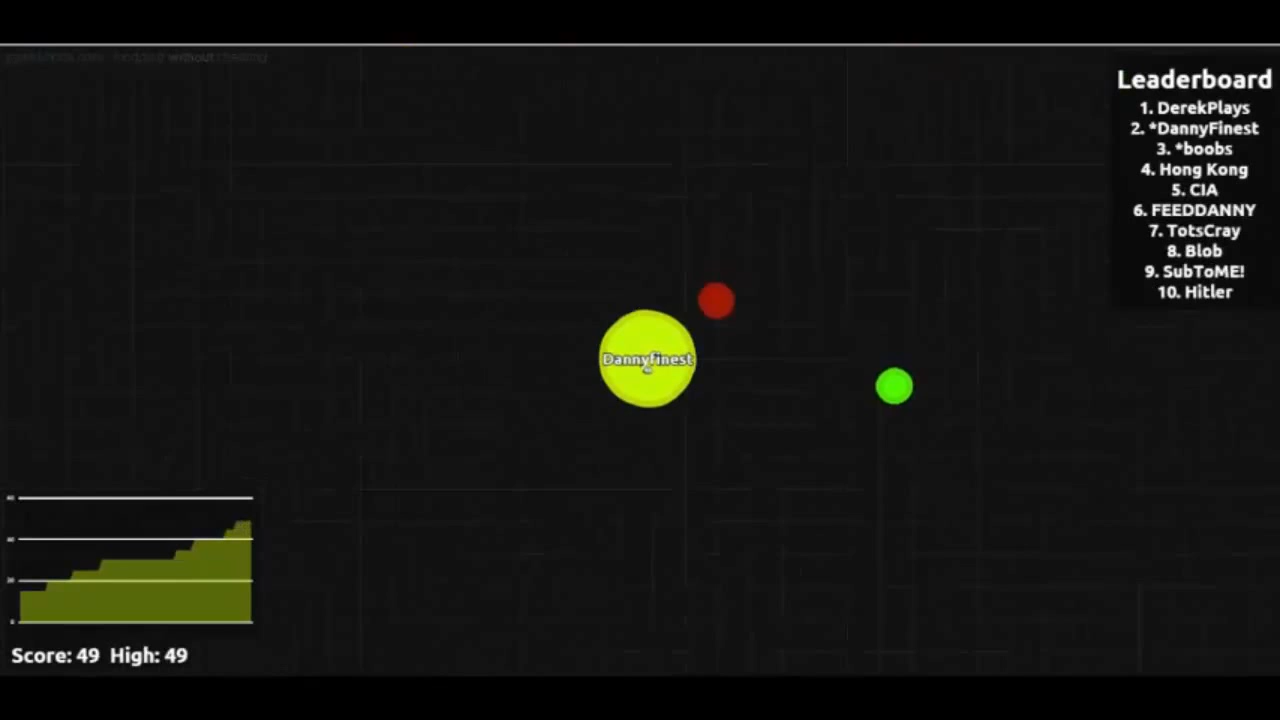 without
Leaderboard
1. DerekPlays
2. *DannyFinest
3. *boobs
4. Hong Kong
5. CIA
6. FEEDDANNY
7. TotsCray
8. Blob
9. SubToME!
10. Hitler
Dannyfinest
Score: 49 High: 49